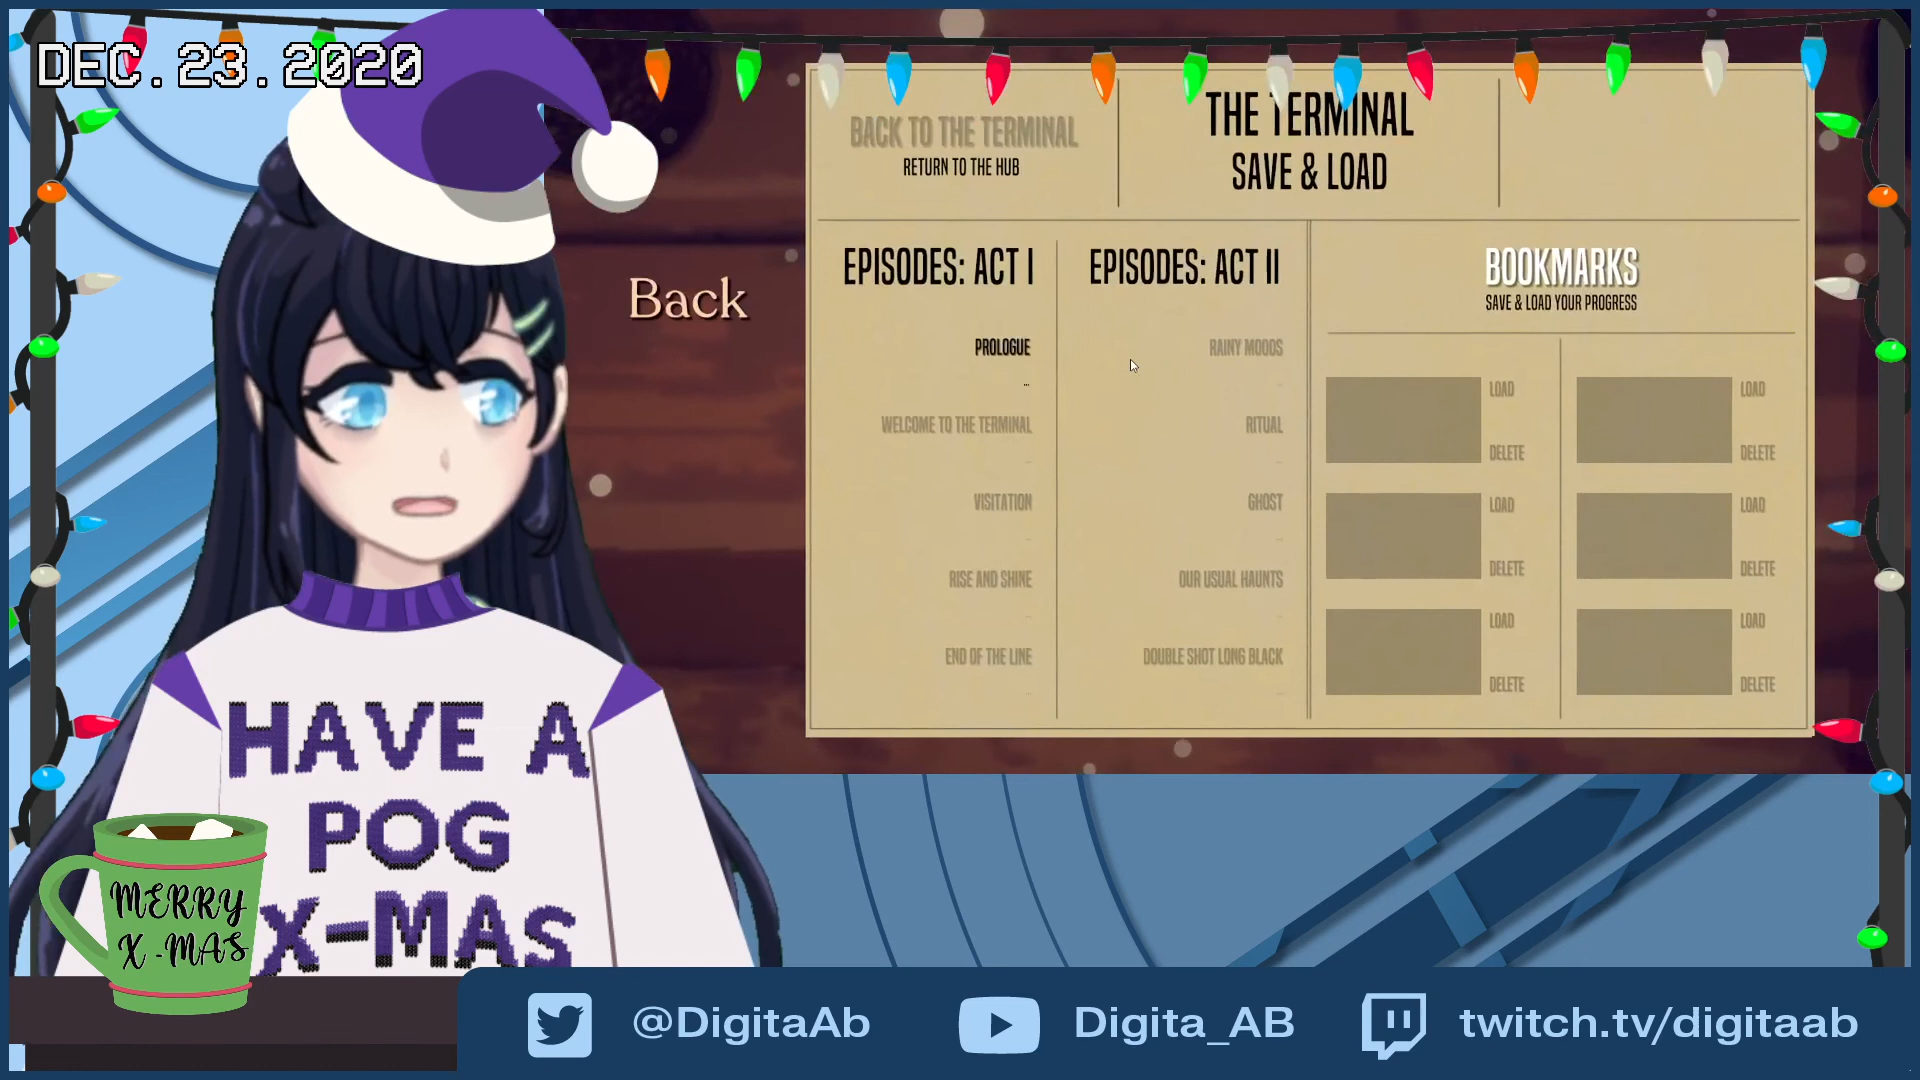 DEC.23.2020
BACK TO THE TERMINAL
RETURN TO THE HUB
THE TERMINAL
SAVE & LOAD
Back
EPISODES: ACT I
PROLOGUE
...
WELCOME TO THE TERMINAL
VISITATION
RISE AND SHINE
END OF THE LINE
EPISODES: ACT II
RAINY MOODS
RITUAL
GHOST
OUR USUAL HAUNTS
DOUBLE SHOT LONG BLACK
BOOKMARKS
SAVE & LOAD YOUR PROGRESS
LOAD
DELETE
LOAD
DELETE
LOAD
DELETE
LOAD
DELETE
LOAD
DELETE
LOAD
DELETE
HAVE A
POG
X-MAS
MERRY
X-MAS
@DigitaAb
Digita_AB
twitch.tv/digitaab